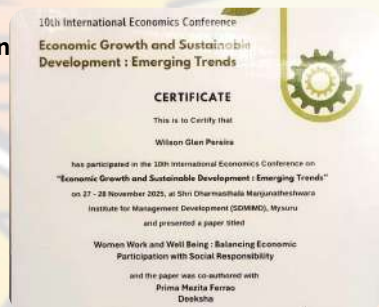 10th International Economics Conference
Economic Growth and Sustainable
Development : Emerging Trends
CERTIFICATE
This is to Certify that
Wilson Glan Pereira
has participated in the 10th International Economics Conference on
"Economic Growth and Sustainable Development : Emerging Trends"
on 27 - 28 November 2025, at Shri Dharmasthala Manjunatheshwara
Institute for Management Development (SDMIMD), Mysuru
and presented a paper titled
Women Work and Well Being : Balancing Economic
Participation with Social Responsibility
and the paper was co-authored with
Prima Mezita Ferrao
Deeksha